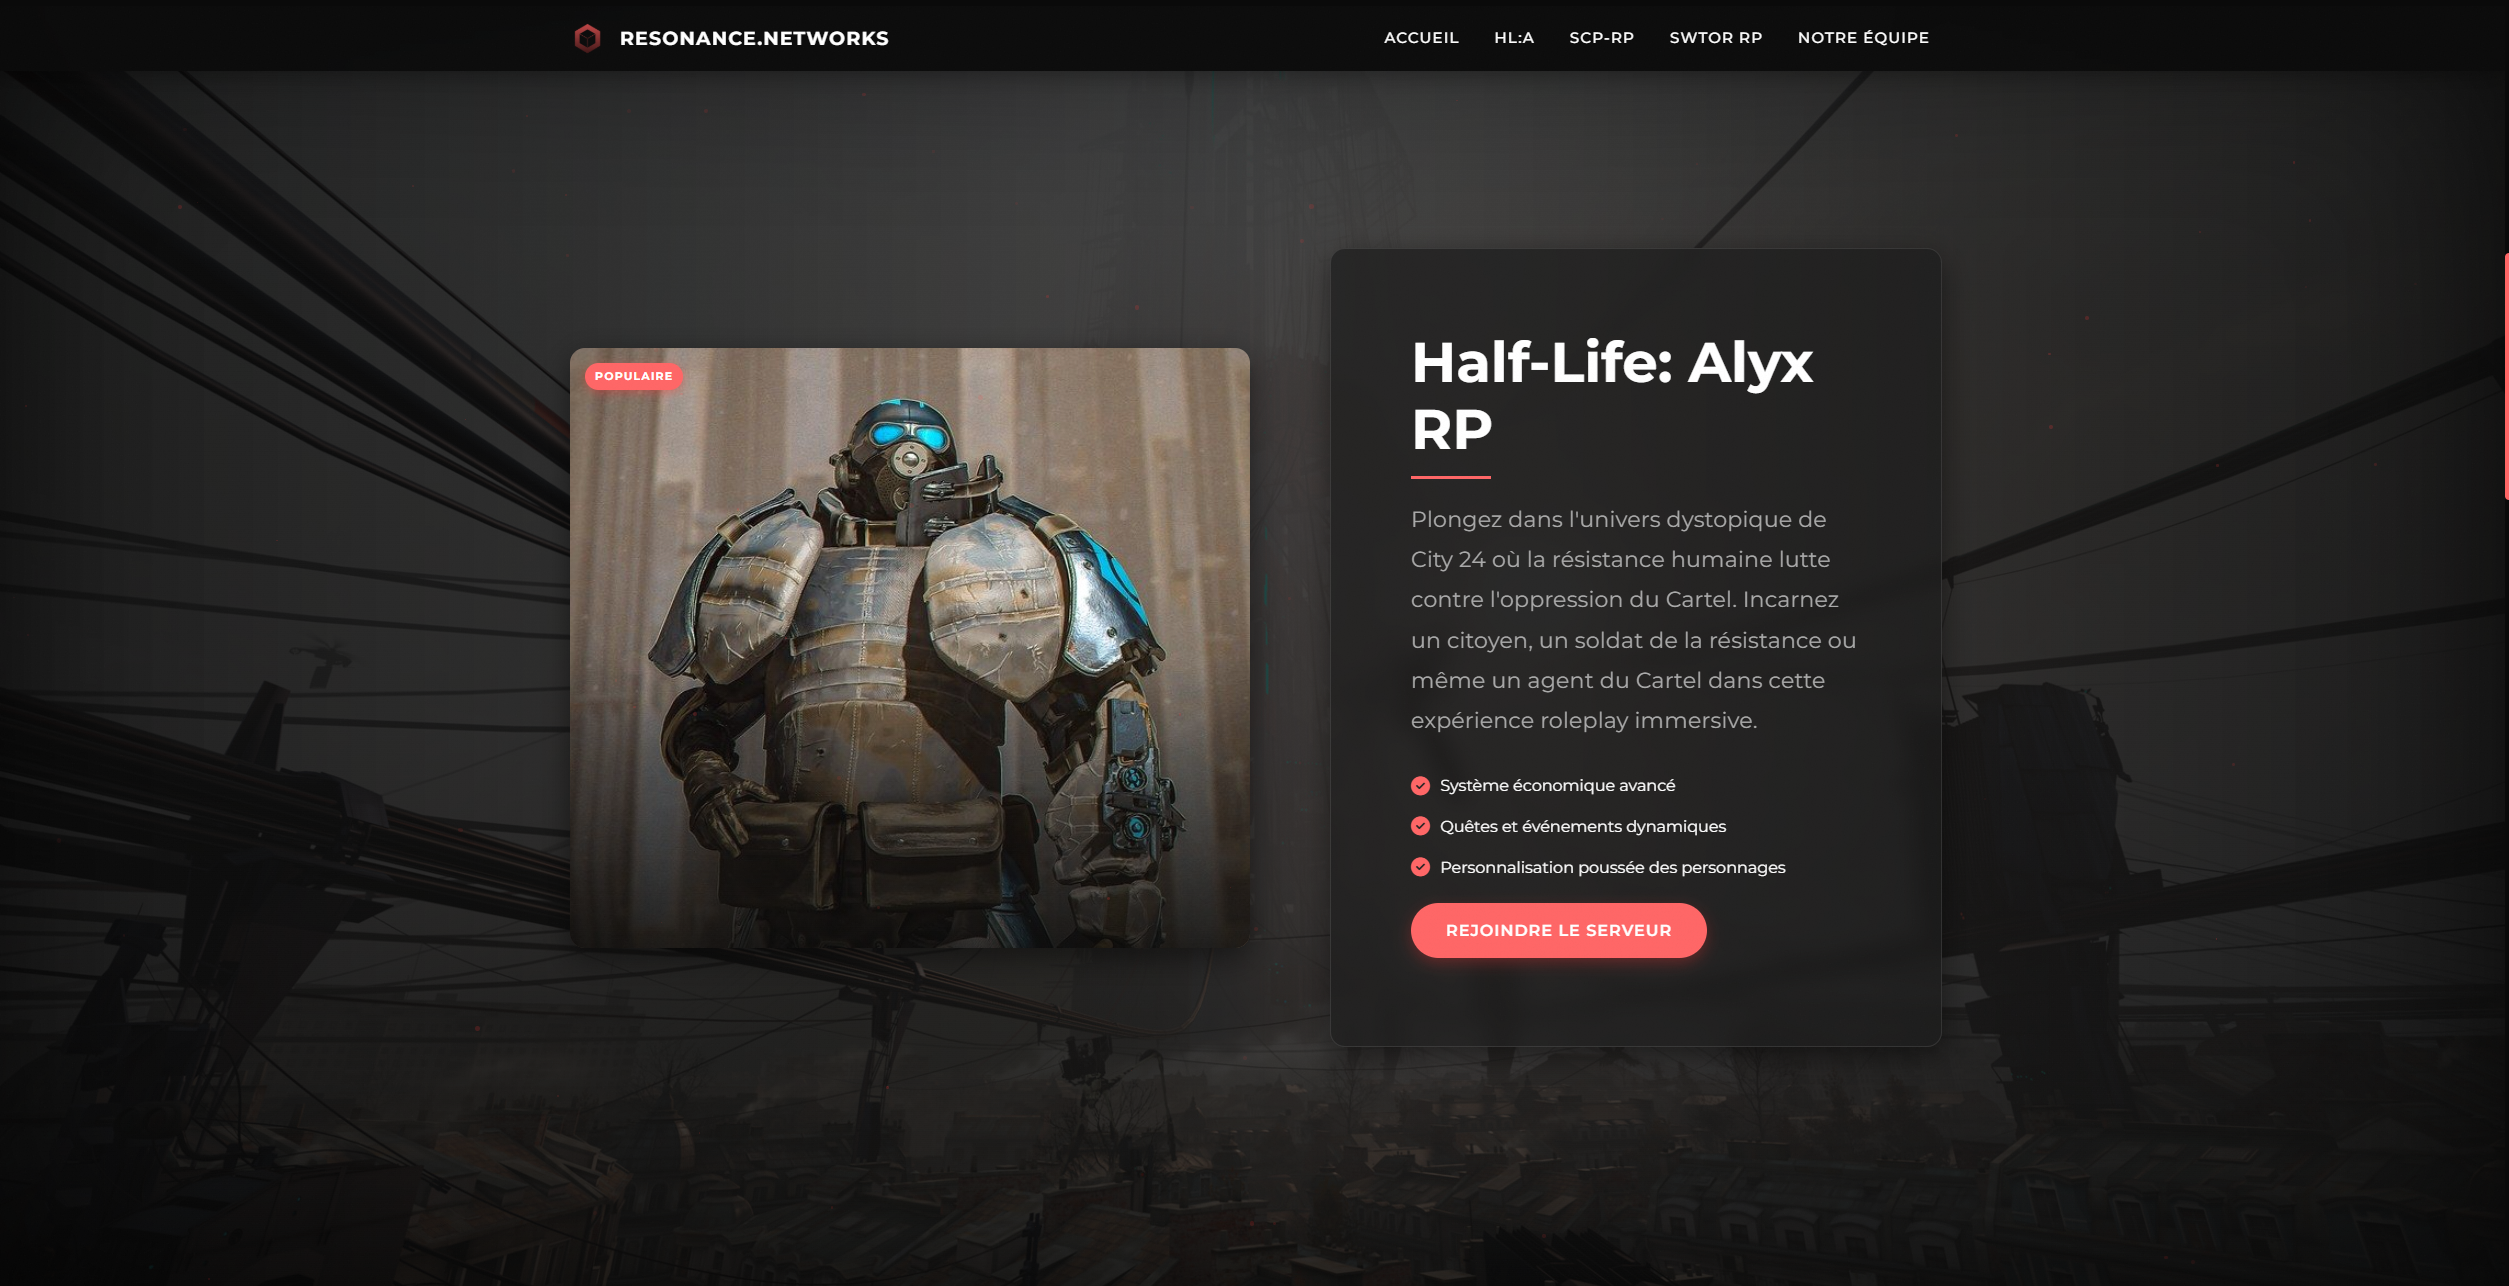 RESONANCE.NETWORKS
ACCUEIL
HL:A
SCP-RP
SWTOR RP
NOTRE ÉQUIPE
POPULAIRE
Half-Life: Alyx
RP
Plongez dans l'univers dystopique de
City 24 où la résistance humaine lutte
contre l'oppression du Cartel. Incarnez
un citoyen, un soldat de la résistance ou
même un agent du Cartel dans cette
expérience roleplay immersive.
Système économique avancé
Quêtes et événements dynamiques
Personnalisation poussée des personnages
REJOINDRE LE SERVEUR